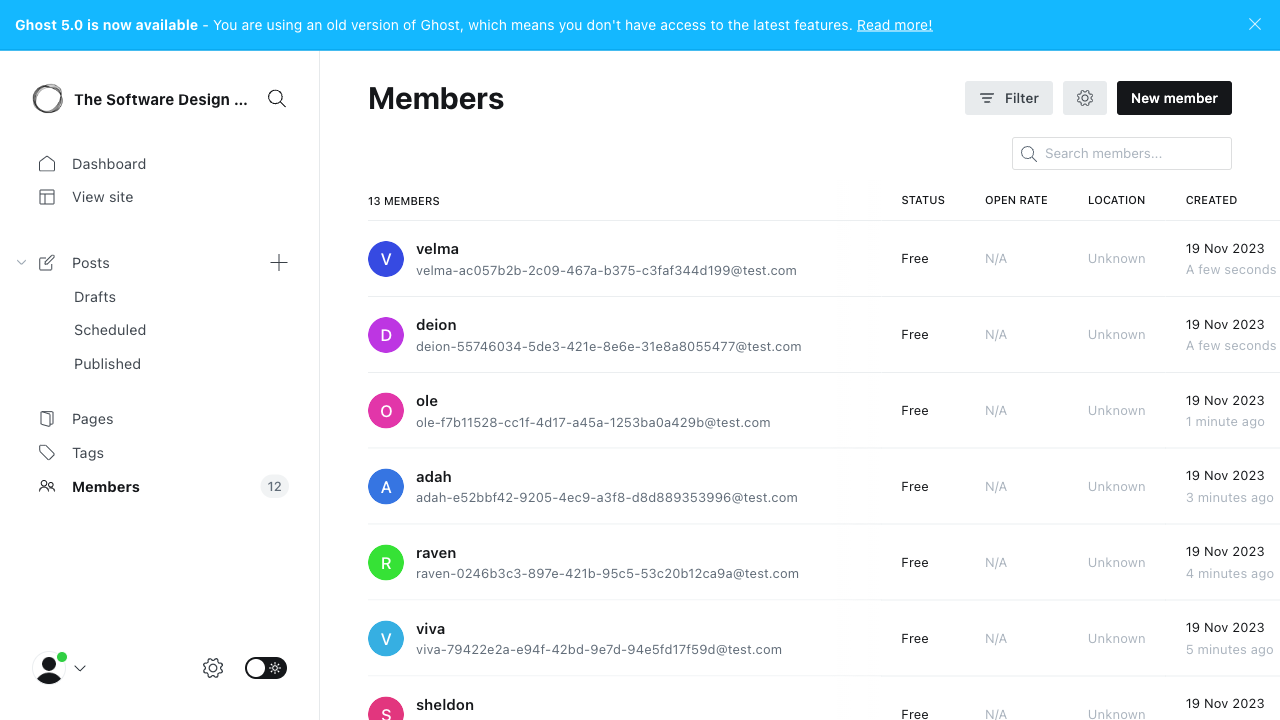 Ghost 5.0 is now available - You are using an old version of Ghost, which means you don't have access to the latest features. Read more!
The Software Design ...
Dashboard
View site
Posts
Drafts
Scheduled
Published
Pages
Tags
Members 12
Members
Filter
New member
Search members...
13 MEMBERS STATUS OPEN RATE LOCATION CREATED
V velma
velma-ac057b2b-2c09-467a-b375-c3faf344d199@test.com
Free N/A Unknown
19 Nov 2023
A few seconds
D deion
deion-55746034-5de3-421e-8e6e-31e8a8055477@test.com
Free N/A Unknown
19 Nov 2023
A few seconds
O ole
ole-f7b11528-cc1f-4d17-a45a-1253ba0a429b@test.com
Free N/A Unknown
19 Nov 2023
1 minute ago
A adah
adah-e52bbf42-9205-4ec9-a3f8-d8d889353996@test.com
Free N/A Unknown
19 Nov 2023
3 minutes ago
R raven
raven-0246b3c3-897e-421b-95c5-53c20b12ca9a@test.com
Free N/A Unknown
19 Nov 2023
4 minutes ago
V viva
viva-79422e2a-e94f-42bd-9e7d-94e5fd17f59d@test.com
Free N/A Unknown
19 Nov 2023
5 minutes ago
S sheldon
Free N/A Unknown
19 Nov 2023